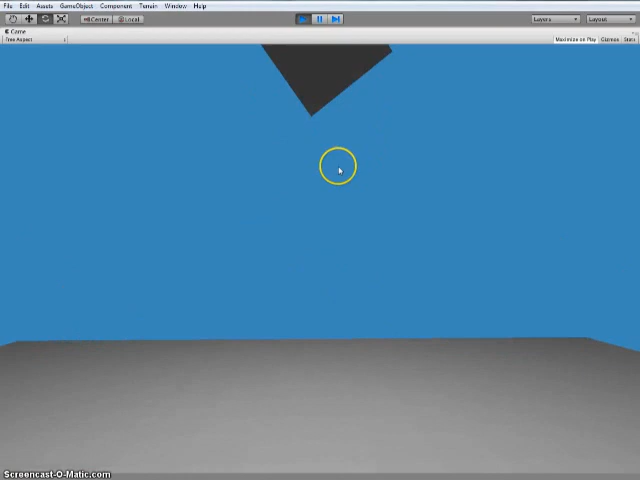 File Edit Assets GameObject Component Terrain Window Help
Center Local Layers Layout
Game
Free Aspect Maximize on Play Gizmos Stats
Screencast-O-Matic.com